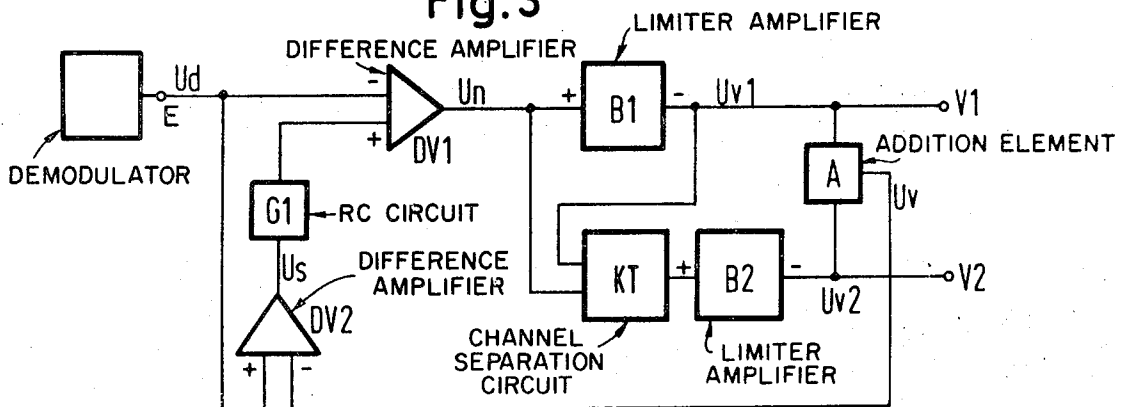 Fig.3
LIMITER AMPLIFIER
DIFFERENCE AMPLIFIER
Ud
E
-
+
DV1
Un
+
B1
-
Uv1
V1
ADDITION ELEMENT
A
Uv
DEMODULATOR
G1
RC CIRCUIT
Us
DIFFERENCE
AMPLIFIER
DV2
+
-
KT
+
B2
-
Uv2
V2
CHANNEL
SEPARATION
CIRCUIT
LIMITER
AMPLIFIER